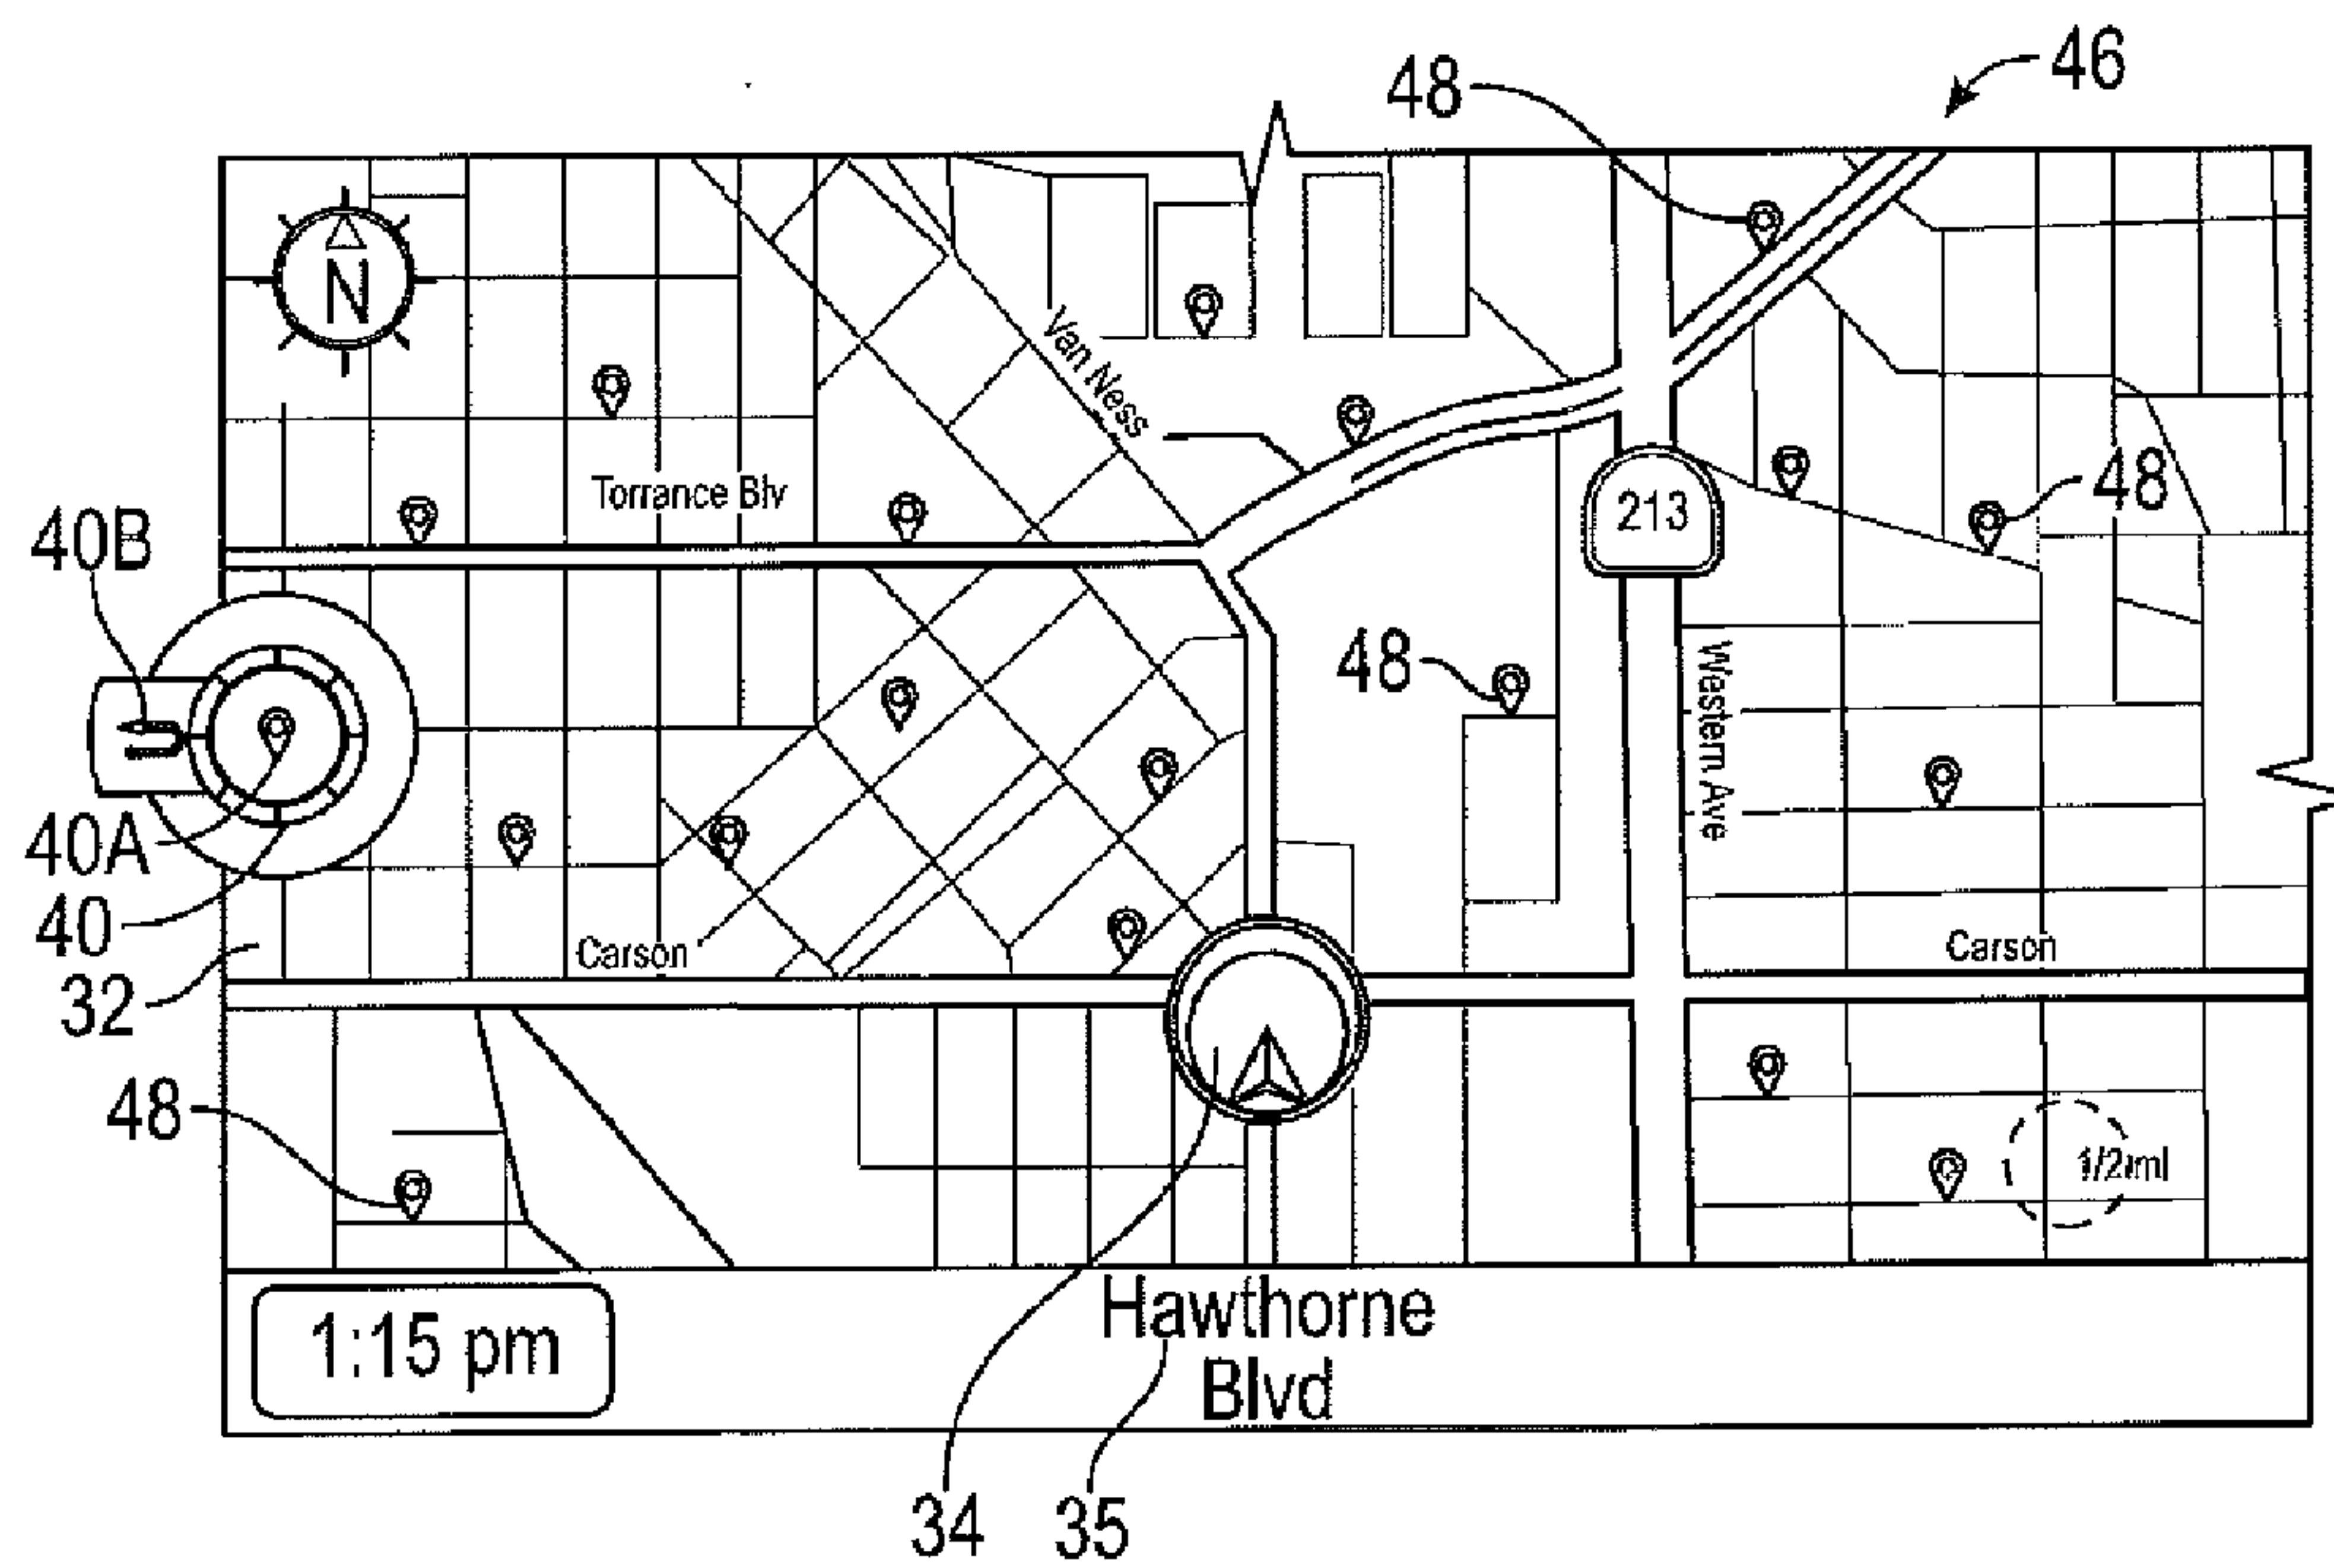 46
48
N
Van Ness
Torrance Blv
213
48
40B
48
Western Ave
40A
40
Carson
Carson
32
48
1/2ml
1:15 pm
Hawthorne
Blvd
35
34